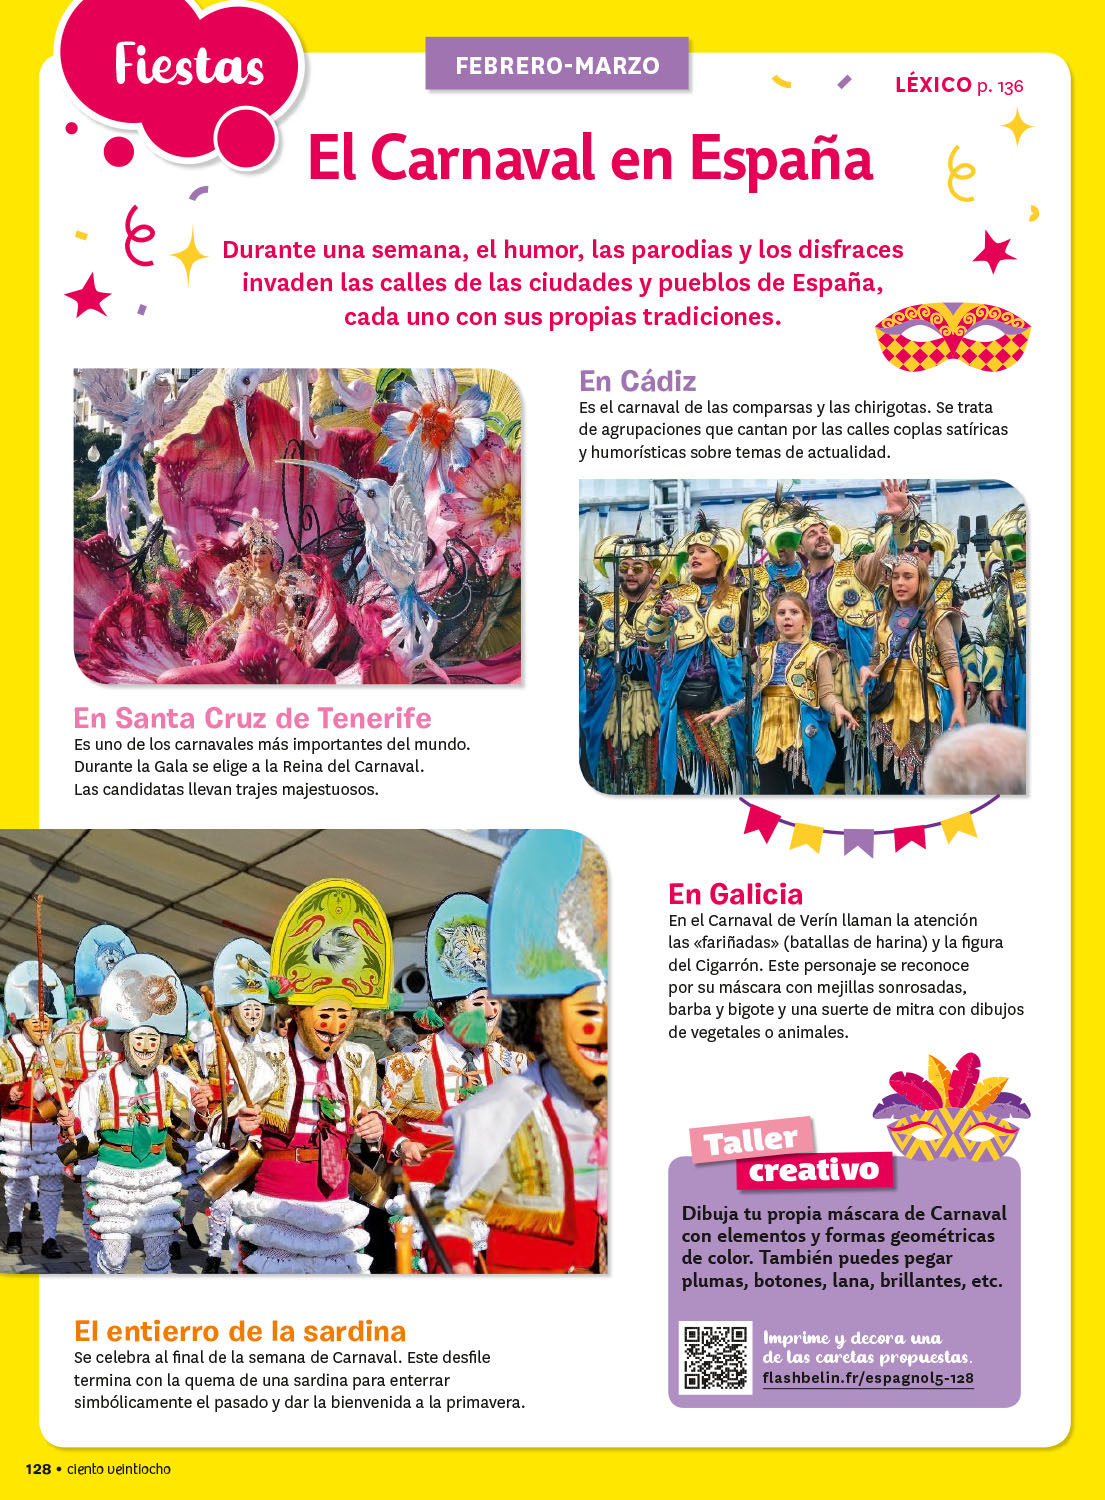 Fiestas
FEBRERO-MARZO
LÉXICO p. 136
El Carnaval en España
Durante una semana, el humor, las parodias y los disfraces
invaden las calles de las ciudades y pueblos de España,
cada uno con sus propias tradiciones.
En Cádiz
Es el carnaval de las comparsas y las chirigotas. Se trata
de agrupaciones que cantan por las calles coplas satíricas
y humorísticas sobre temas de actualidad.
En Santa Cruz de Tenerife
Es uno de los carnavales más importantes del mundo.
Durante la Gala se elige a la Reina del Carnaval.
Las candidatas llevan trajes majestuosos.
En Galicia
En el Carnaval de Verín llaman la atención
las «fariñadas» (batallas de harina) y la figura
del Cigarrón. Este personaje se reconoce
por su máscara con mejillas sonrosadas,
barba y bigote y una suerte de mitra con dibujos
de vegetales o animales.
Taller
creativo
Dibuja tu propia máscara de Carnaval
con elementos y formas geométricas
de color. También puedes pegar
plumas, botones, lana, brillantes, etc.
Imprime y decora una
de las caretas propuestas.
flashbelin.fr/espagnol5-128
El entierro de la sardina
Se celebra al final de la semana de Carnaval. Este desfile
termina con la quema de una sardina para enterrar
simbólicamente el pasado y dar la bienvenida a la primavera.
128 • ciento veintiocho